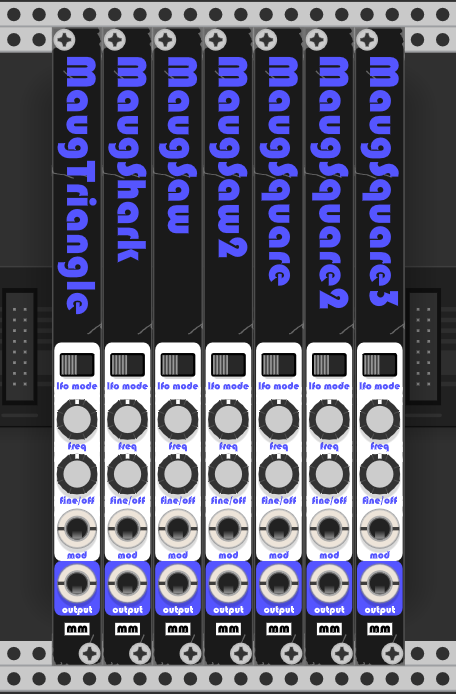 MaugTriangle
MaugShark
MaugSaw
MaugSaw2
MaugSquare
MaugSquare2
MaugSquare3
lfo mode lfo mode lfo mode lfo mode lfo mode lfo mode lfo mode
freq freq freq freq freq freq freq
fine/off fine/off fine/off fine/off fine/off fine/off fine/off
mod mod mod mod mod mod mod
output output output output output output output
mm mm mm mm mm mm mm